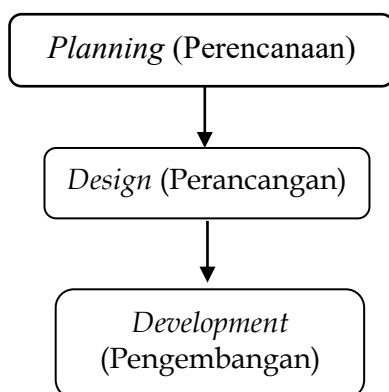 Planning (Perencanaan)
Design (Perancangan)
Development
(Pengembangan)